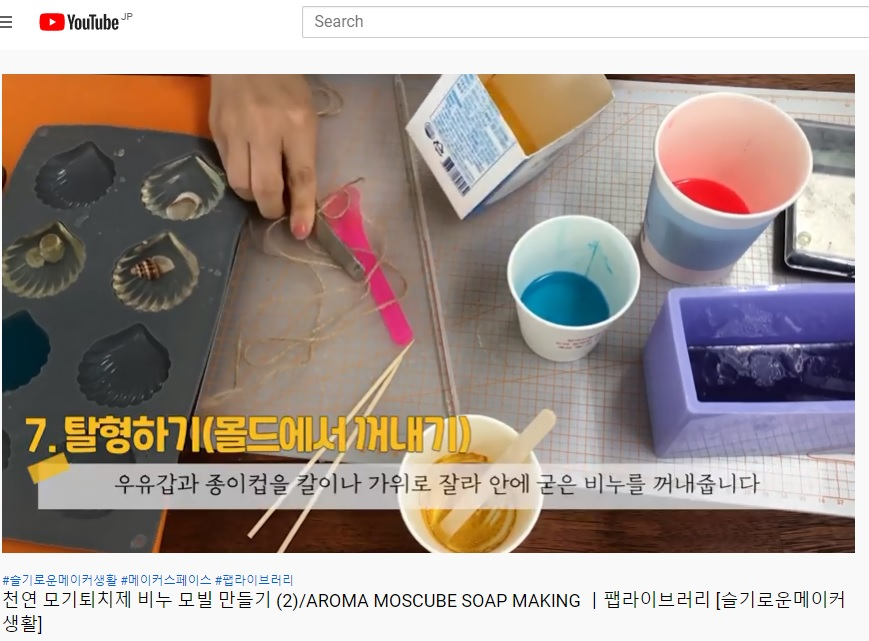 YouTube JP
Search
7. 탈형하기(몰드에서 꺼내기)
우유갑과 종이컵을 칼이나 가위로 잘라 안에 굳은 비누를 꺼내줍니다
#슬기로운메이커생활 #메이커스페이스 #팹라이브러리
천연 모기퇴치제 비누 모빌 만들기 (2)/AROMA MOSCUBE SOAP MAKING ㅣ팹라이브러리 [슬기로운메이커
생활]